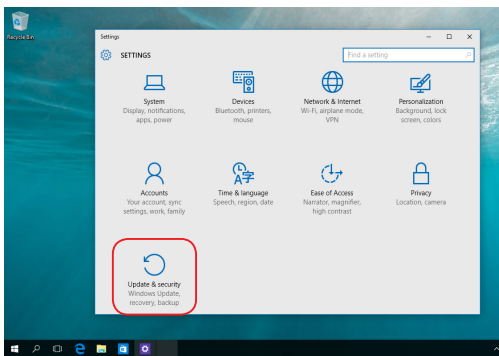 Recycle Bin
Settings
SETTINGS
Find a setting
System
Display, notifications,
apps, power
Devices
Bluetooth, printers,
mouse
Network & Internet
Wi-Fi, airplane mode,
VPN
Personalization
Background, lock
screen, colors
Accounts
Your account, sync
settings, work, family
Time & language
Speech, region, date
Ease of Access
Narrator, magnifier,
high contrast
Privacy
Location, camera
Update & security
Windows Update,
recovery, backup